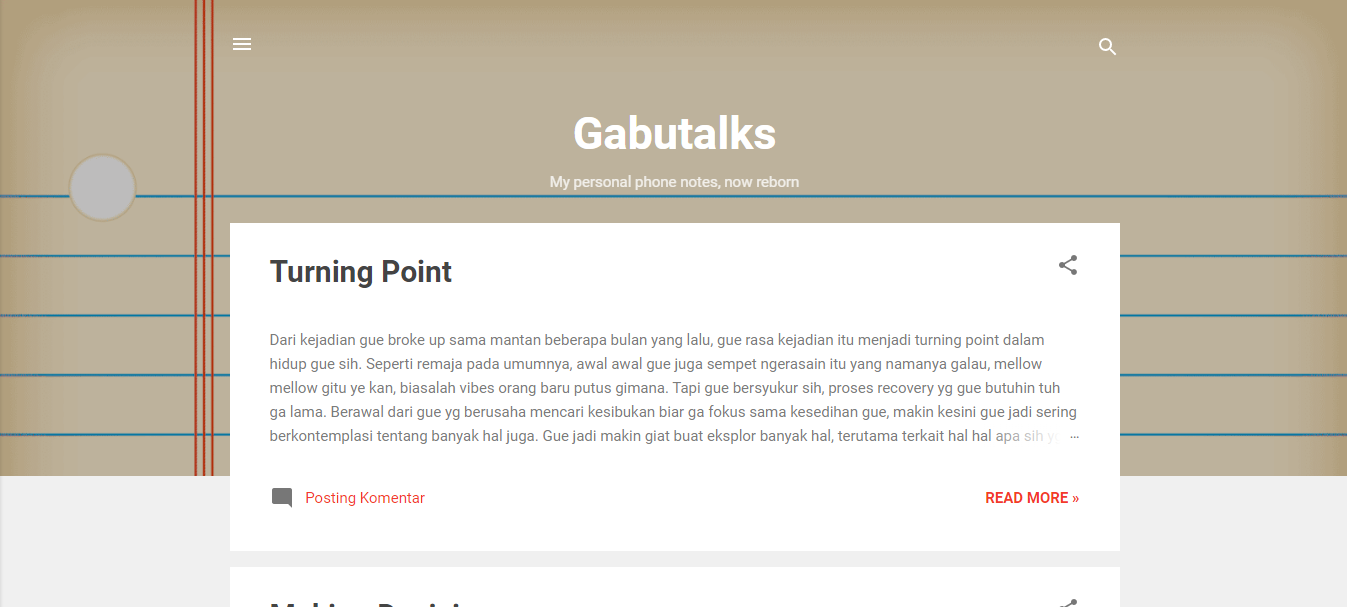 Gabutalks
My personal phone notes, now reborn
Turning Point
Dari kejadian gue broke up sama mantan beberapa bulan yang lalu, gue rasa kejadian itu menjadi turning point dalam
hidup gue sih. Seperti remaja pada umumnya, awal awal gue juga sempet ngerasain itu yang namanya galau, mellow
mellow gitu ye kan, biasalah vibes orang baru putus gimana. Tapi gue bersyukur sih, proses recovery yg gue butuhin tuh
ga lama. Berawal dari gue yg berusaha mencari kesibukan biar ga fokus sama kesedihan gue, makin kesini gue jadi sering
berkontemplasi tentang banyak hal juga. Gue jadi makin giat buat eksplor banyak hal, terutama terkait hal hal apa sih yg ...
Posting Komentar
READ MORE »